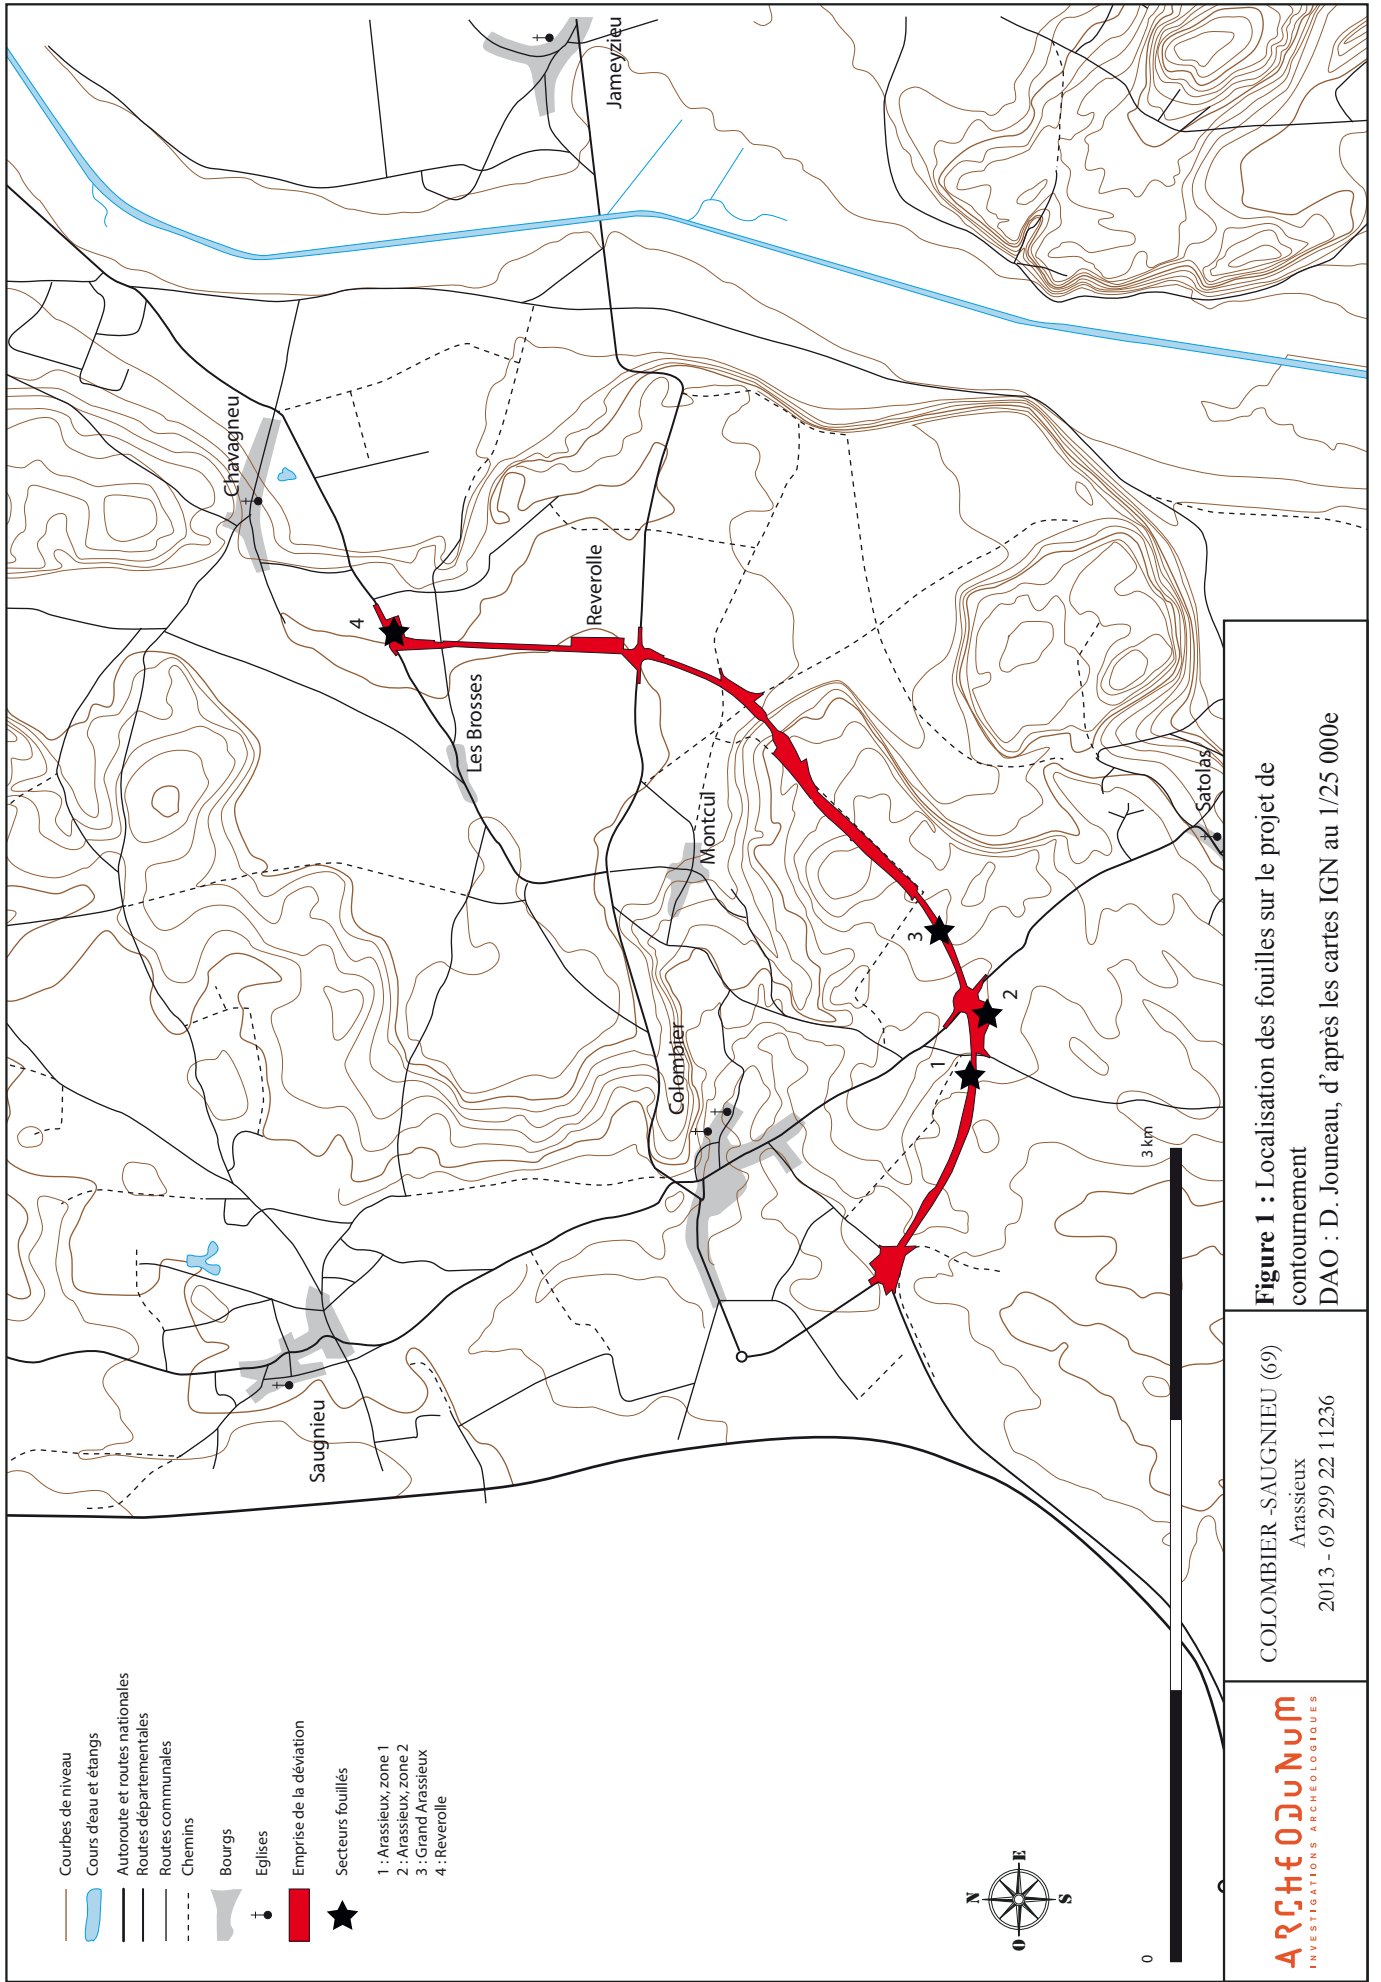 Jameyzieu
Chavagneu
4
Reverolle
Les Brosses
Montcul
Satolas
3
2
1
Colombier
Saugnieu
Courbes de niveau
Cours d'eau et étangs
Autoroute et routes nationales
Routes départementales
Routes communales
Chemins
Bourgs
Eglises
Emprise de la déviation
Secteurs fouillés
1 : Arassieux, zone 1
2 : Arassieux, zone 2
3 : Grand Arassieux
4 : Reverolle
N
O
E
S
0
3 km
ARCHEODUNUM
INVESTIGATIONS ARCHÉOLOGIQUES
COLOMBIER -SAUGNIEU (69)
Arassieux
2013 - 69 299 22 11236
Figure 1 : Localisation des fouilles sur le projet de
contournement
DAO : D. Jouneau, d'après les cartes IGN au 1/25 000e